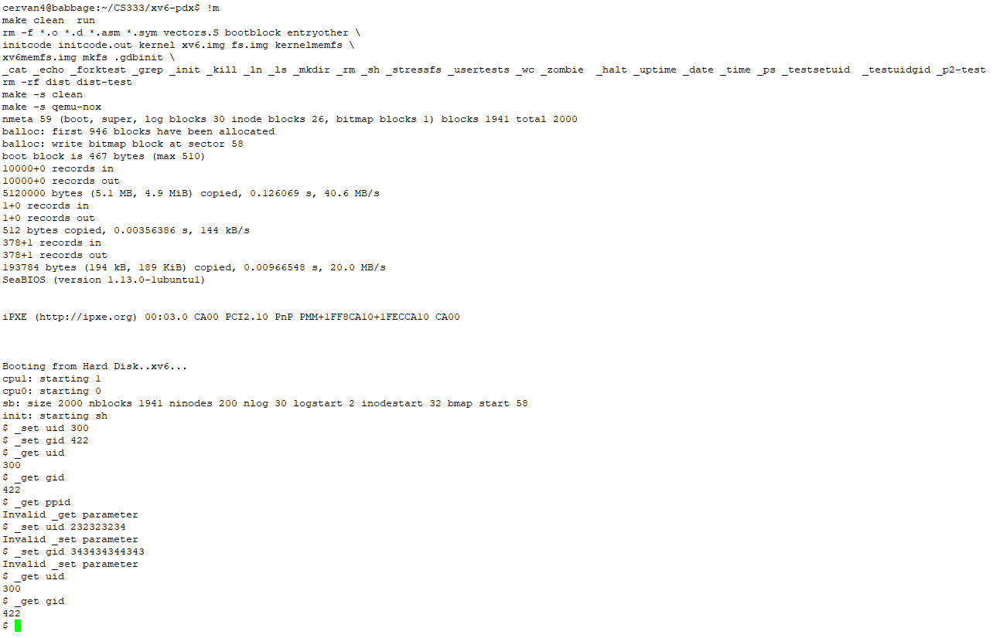 cervan4@babbage:~/CS333/xv6-pdx$ !m
make clean  run
rm -f *.o *.d *.asm *.sym vectors.S bootblock entryother \
initcode initcode.out kernel xv6.img fs.img kernelmemfs \
xv6memfs.img mkfs .gdbinit \
_cat _echo _forktest _grep _init _kill _ln _ls _mkdir _rm _sh _stressfs _usertests _wc _zombie  _halt _uptime _date _time _ps _testsetuid  _testuidgid _p2-test
rm -rf dist dist-test
make -s clean
make -s qemu-nox
nmeta 59 (boot, super, log blocks 30 inode blocks 26, bitmap blocks 1) blocks 1941 total 2000
balloc: first 946 blocks have been allocated
balloc: write bitmap block at sector 58
boot block is 467 bytes (max 510)
10000+0 records in
10000+0 records out
5120000 bytes (5.1 MB, 4.9 MiB) copied, 0.126069 s, 40.6 MB/s
1+0 records in
1+0 records out
512 bytes copied, 0.00356386 s, 144 kB/s
378+1 records in
378+1 records out
193784 bytes (194 kB, 189 KiB) copied, 0.00966548 s, 20.0 MB/s
SeaBIOS (version 1.13.0-1ubuntu1)
iPXE (http://ipxe.org) 00:03.0 CA00 PCI2.10 PnP PMM+1FF8CA10+1FECCA10 CA00
Booting from Hard Disk..xv6...
cpu1: starting 1
cpu0: starting 0
sb: size 2000 nblocks 1941 ninodes 200 nlog 30 logstart 2 inodestart 32 bmap start 58
init: starting sh
$ _set uid 300
$ _set gid 422
$ _get uid
300
$ _get gid
422
$ _get ppid
Invalid _get parameter
$ _set uid 232323234
Invalid _set parameter
$ _set gid 343434344343
Invalid _set parameter
$ _get uid
300
$ _get gid
422
$